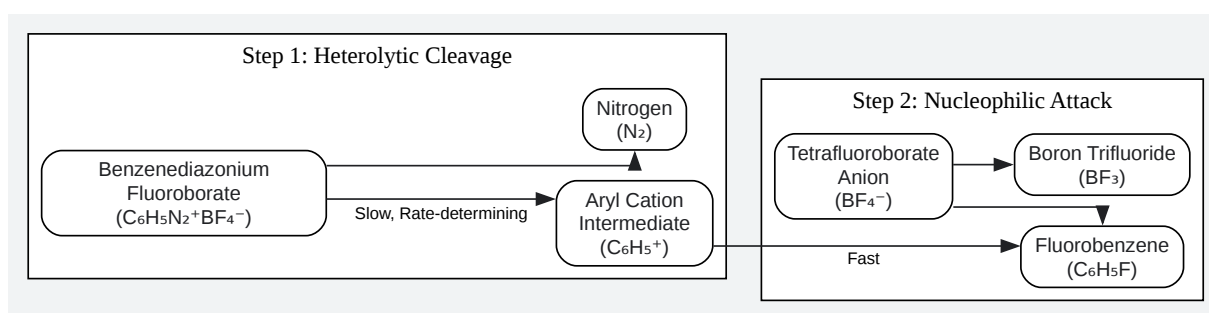 Step 1: Heterolytic Cleavage
Nitrogen
(N₂)
Benzenediazonium
Fluoroborate
(C₆H₅N₂⁺BF₄⁻)
Slow, Rate-determining
Aryl Cation
Intermediate
(C₆H₅⁺)
Fast
Step 2: Nucleophilic Attack
Tetrafluoroborate
Anion
(BF₄⁻)
Boron Trifluoride
(BF₃)
Fluorobenzene
(C₆H₅F)